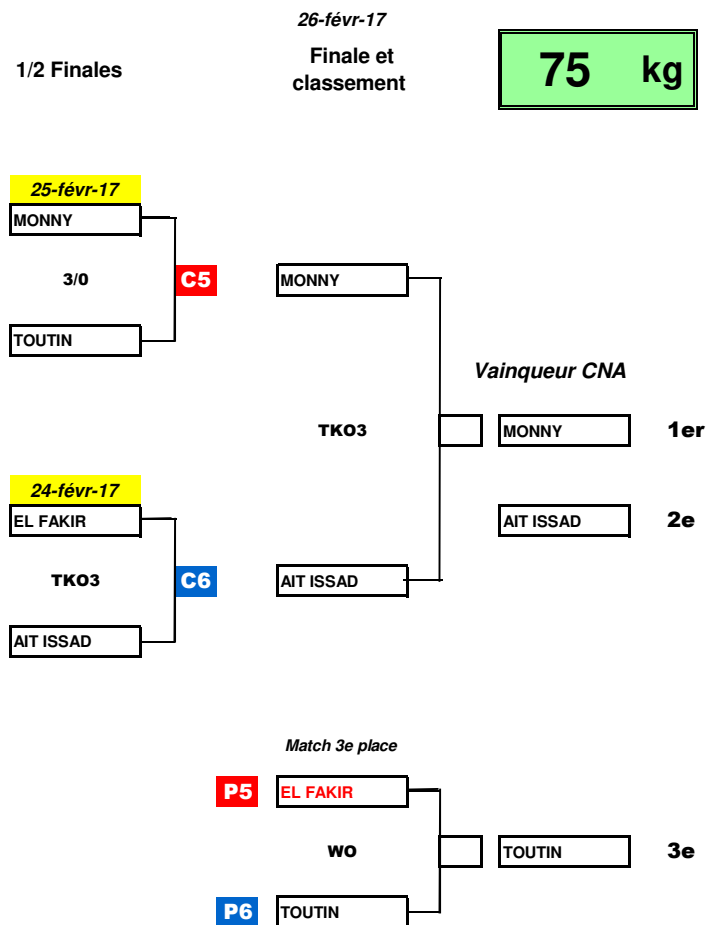 26-févr-17
1/2 Finales
Finale et
classement
75 kg
25-févr-17
MONNY
3/0
C5
MONNY
TOUTIN
Vainqueur CNA
TKO3
MONNY
1er
24-févr-17
EL FAKIR
AIT ISSAD
2e
TKO3
C6
AIT ISSAD
AIT ISSAD
Match 3e place
P5
EL FAKIR
WO
TOUTIN
3e
P6
TOUTIN